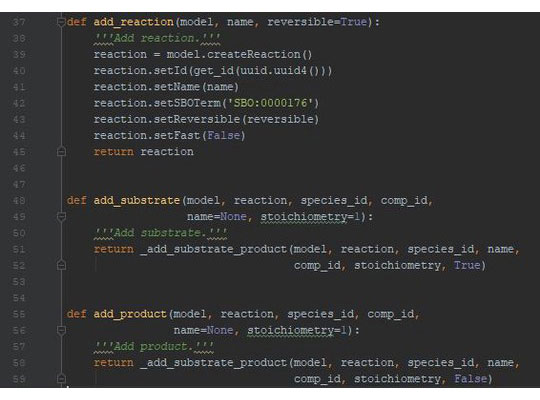 37 def add_reaction(model, name, reversible=True):
38     '''Add reaction.'''
39     reaction = model.createReaction()
40     reaction.setId(get_id(uuid.uuid4()))
41     reaction.setName(name)
42     reaction.setSBOTerm('SBO:0000176')
43     reaction.setReversible(reversible)
44     reaction.setFast(False)
45     return reaction
46
47
48 def add_substrate(model, reaction, species_id, comp_id,
49                   name=None, stoichiometry=1):
50     '''Add substrate.'''
51     return _add_substrate_product(model, reaction, species_id, name,
52                                   comp_id, stoichiometry, True)
53
54
55 def add_product(model, reaction, species_id, comp_id,
56                 name=None, stoichiometry=1):
57     '''Add product.'''
58     return _add_substrate_product(model, reaction, species_id, name,
59                                   comp_id, stoichiometry, False)